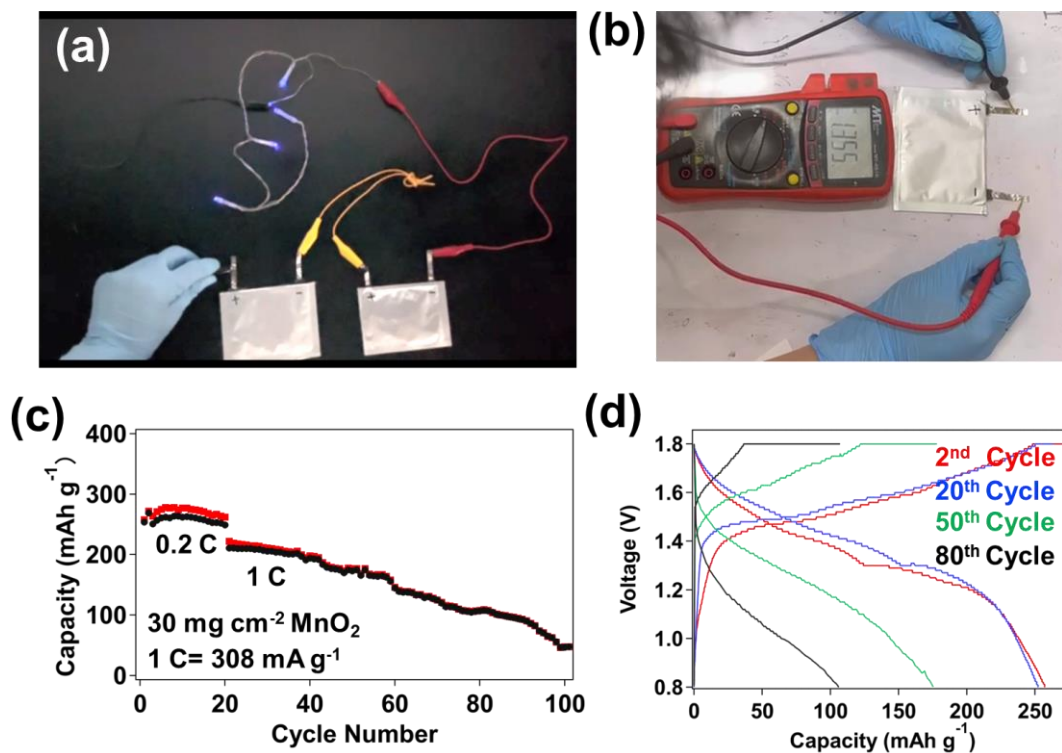 (a)
+ -
+ -
(b)
MT
1355
+
-
(c)
Capacity (mAh g⁻¹)
400
300
200
100
0
0.2 C
1 C
30 mg cm⁻² MnO₂
1 C= 308 mA g⁻¹
0 20 40 60 80 100
Cycle Number
(d)
Voltage (V)
1.8
1.6
1.4
1.2
1.0
0.8
2ⁿᵈ Cycle
20ᵗʰ Cycle
50ᵗʰ Cycle
80ᵗʰ Cycle
0 50 100 150 200 250
Capacity (mAh g⁻¹)